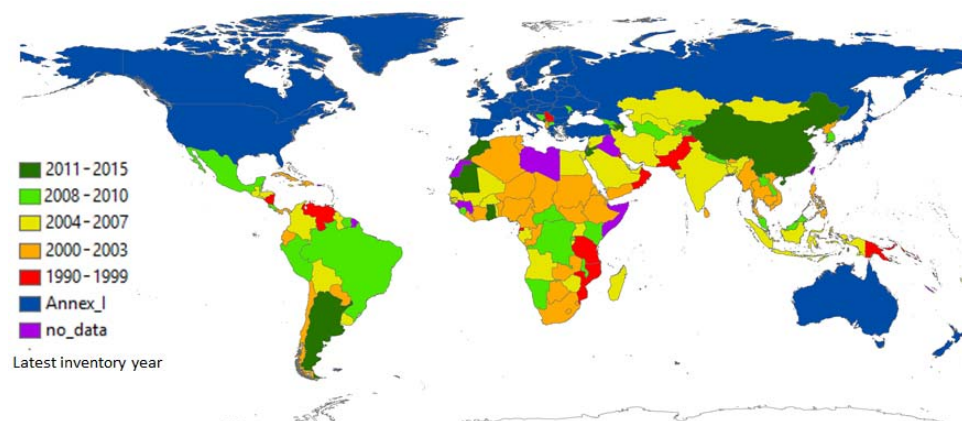 2011-2015
2008-2010
2004-2007
2000-2003
1990-1999
Annex_I
no_data
Latest inventory year